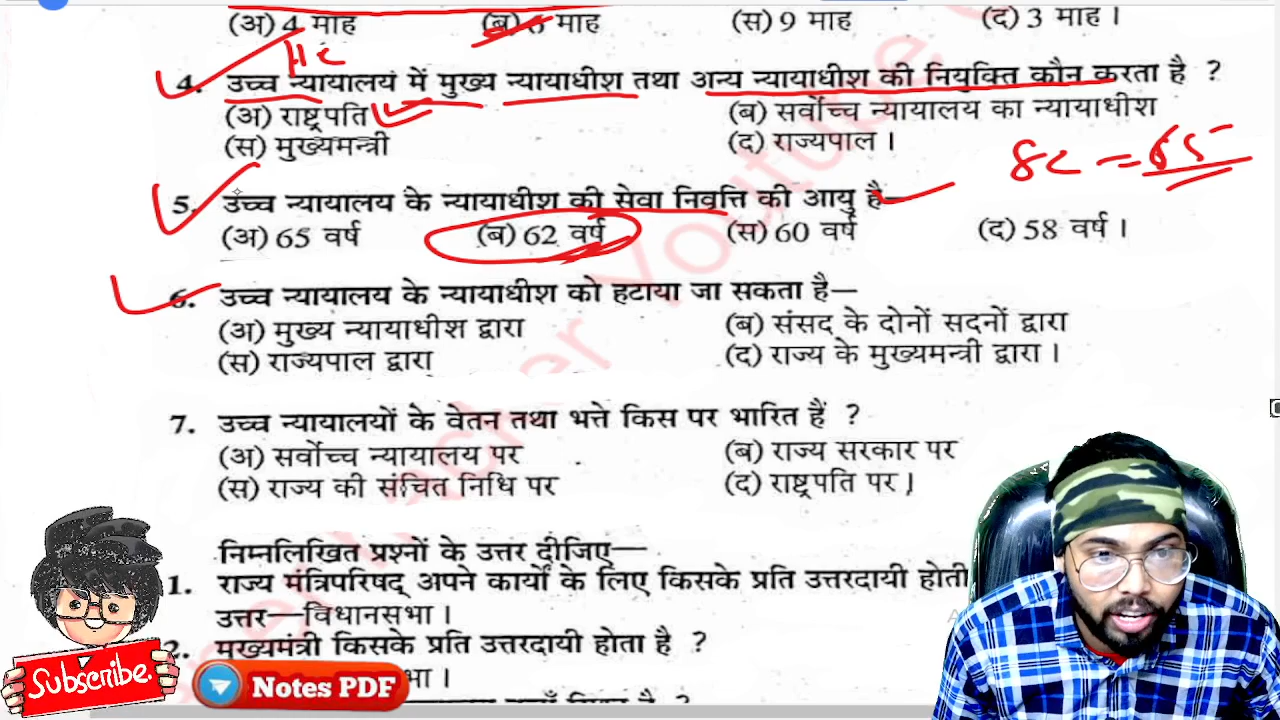 (अ) 4 माह (ब) 6 माह (स) 9 माह (द) 3 माह ।
Hc
4. उच्च न्यायालय में मुख्य न्यायाधीश तथा अन्य न्यायाधीश की नियुक्ति कौन करता है ?
(अ) राष्ट्रपति (ब) सर्वोच्च न्यायालय का न्यायाधीश
(स) मुख्यमन्त्री (द) राज्यपाल ।
SC = 65
5. उच्च न्यायालय के न्यायाधीश की सेवा निवृत्ति की आयु है—
(अ) 65 वर्ष (ब) 62 वर्ष (स) 60 वर्ष (द) 58 वर्ष ।
6. उच्च न्यायालय के न्यायाधीश को हटाया जा सकता है—
(अ) मुख्य न्यायाधीश द्वारा (ब) संसद के दोनों सदनों द्वारा
(स) राज्यपाल द्वारा (द) राज्य के मुख्यमन्त्री द्वारा ।
7. उच्च न्यायालयों के वेतन तथा भत्ते किस पर भारित हैं ?
(अ) सर्वोच्च न्यायालय पर (ब) राज्य सरकार पर
(स) राज्य की संचित निधि पर (द) राष्ट्रपति पर ।
निम्नलिखित प्रश्नों के उत्तर दीजिए—
1. राज्य मंत्रिपरिषद् अपने कार्यों के लिए किसके प्रति उत्तरदायी होती
उत्तर—विधानसभा ।
2. मुख्यमंत्री किसके प्रति उत्तरदायी होता है ?
भा ।
Subscribe.
Notes PDF